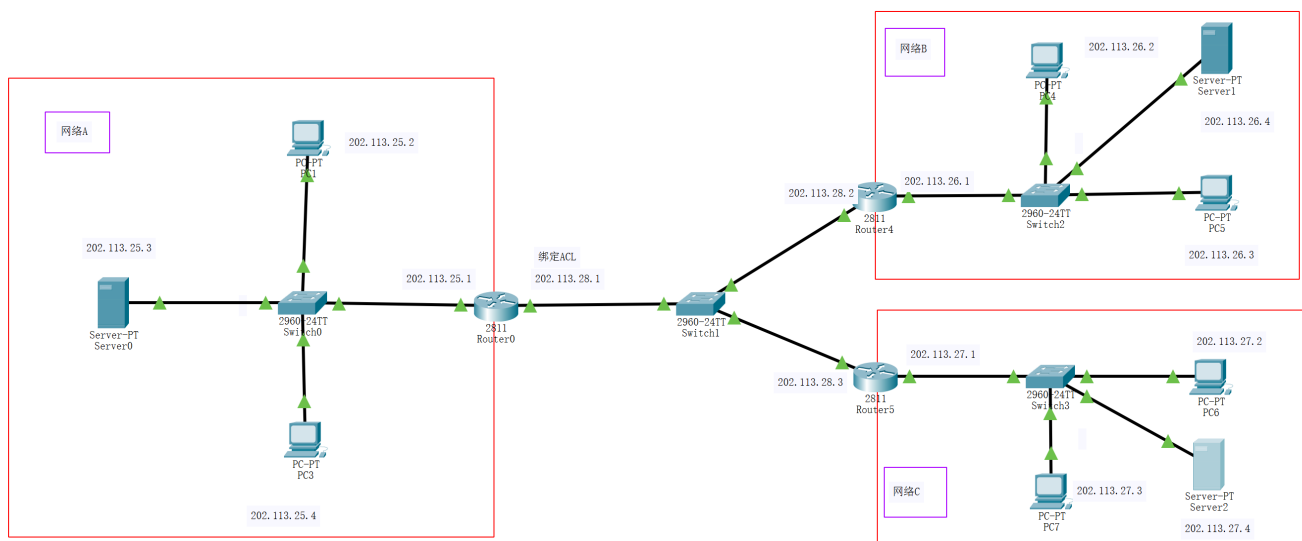 网络A
PC-PT
PC1
202.113.25.2
202.113.25.3
Server-PT
Server0
2960-24TT
Switch0
202.113.25.1
2811
Router0
PC-PT
PC3
202.113.25.4
绑定ACL
202.113.28.1
2960-24TT
Switch1
网络B
PC-PT
PC4
202.113.26.2
Server-PT
Server1
202.113.26.4
202.113.28.2
2811
Router4
202.113.26.1
2960-24TT
Switch2
PC-PT
PC5
202.113.26.3
202.113.28.3
2811
Router5
202.113.27.1
2960-24TT
Switch3
202.113.27.2
PC-PT
PC6
网络C
PC-PT
PC7
202.113.27.3
Server-PT
Server2
202.113.27.4